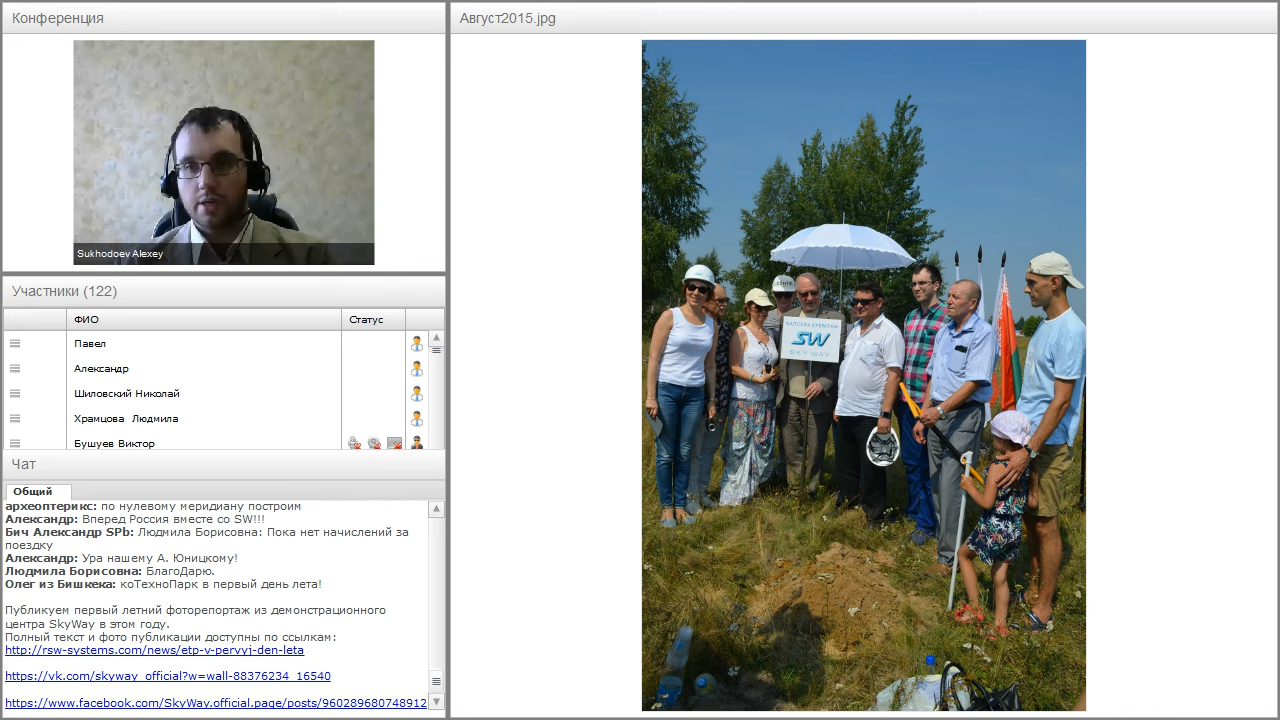 Конференция
Sukhodoev Alexey
Участники (122)
ФИО
Статус
Павел
Александр
Шиловский Николай
Храмцова Людмила
Бушуев Виктор
Чат
Общий
археоптерикс: по нулевому меридиану построим
Александр: Вперед Россия вместе со SW!!!
Бич Александр SPb: Людмила Борисовна: Пока нет начислений за
поездку
Александр: Ура нашему А. Юницкому!
Людмила Борисовна: БлагоДарю.
Олег из Бишкека: коТехноПарк в первый день лета!
Публикуем первый летний фоторепортаж из демонстрационного
центра SkyWay в этом году.
Полный текст и фото публикации доступны по ссылкам:
http://rsw-systems.com/news/etp-v-pervyj-den-leta
https://vk.com/skyway_official?w=wall-88376234_16540
https://www.facebook.com/SkyWay.official.page/posts/960289680748912
Август2015.jpg
КАПСУЛА ВРЕМЕНИ
SW
SKY WAY